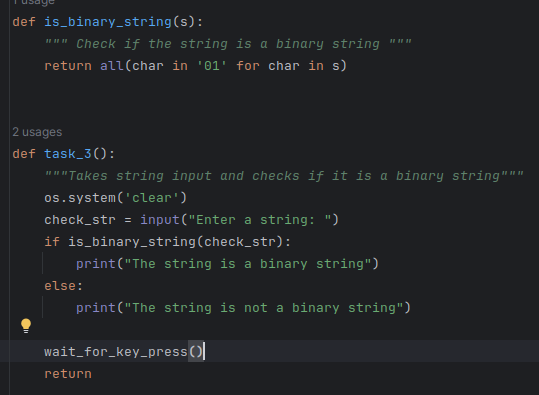 1 usage
def is_binary_string(s):
    """ Check if the string is a binary string """
    return all(char in '01' for char in s)
2 usages
def task_3():
    """Takes string input and checks if it is a binary string"""
    os.system('clear')
    check_str = input("Enter a string: ")
    if is_binary_string(check_str):
        print("The string is a binary string")
    else:
        print("The string is not a binary string")
    wait_for_key_press()
    return